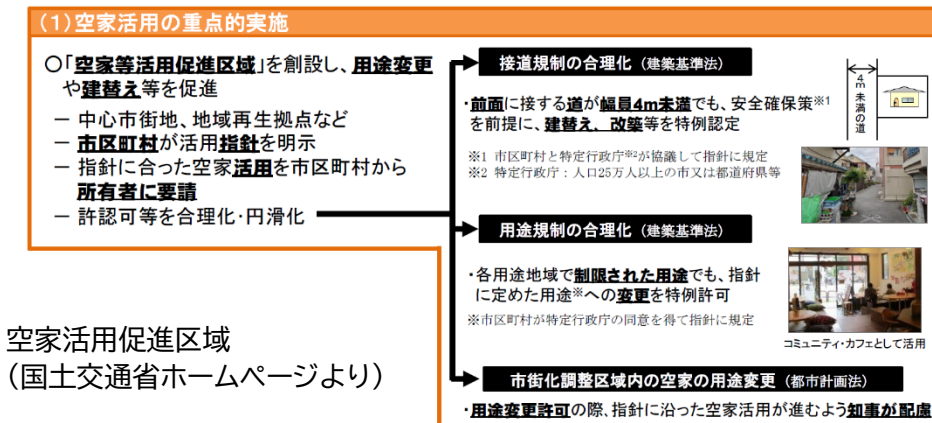 (1)空家活用の重点的実施
〇「空家等活用促進区域」を創設し、用途変更
や建替え等を促進
－ 中心市街地、地域再生拠点など
－ 市区町村が活用指針を明示
－ 指針に合った空家活用を市区町村から
所有者に要請
－ 許認可等を合理化・円滑化
接道規制の合理化（建築基準法）
・前面に接する道が幅員4m未満でも、安全確保策※1
を前提に、建替え、改築等を特例認定
※1 市区町村と特定行政庁※2が協議して指針に規定
※2 特定行政庁：人口25万人以上の市又は都道府県等
4m未満の道
用途規制の合理化（建築基準法）
・各用途地域で制限された用途でも、指針
に定めた用途※への変更を特例許可
※市区町村が特定行政庁の同意を得て指針に規定
コミュニティ・カフェとして活用
市街化調整区域内の空家の用途変更（都市計画法）
・用途変更許可の際、指針に沿った空家活用が進むよう知事が配慮
空家活用促進区域
（国土交通省ホームページより）